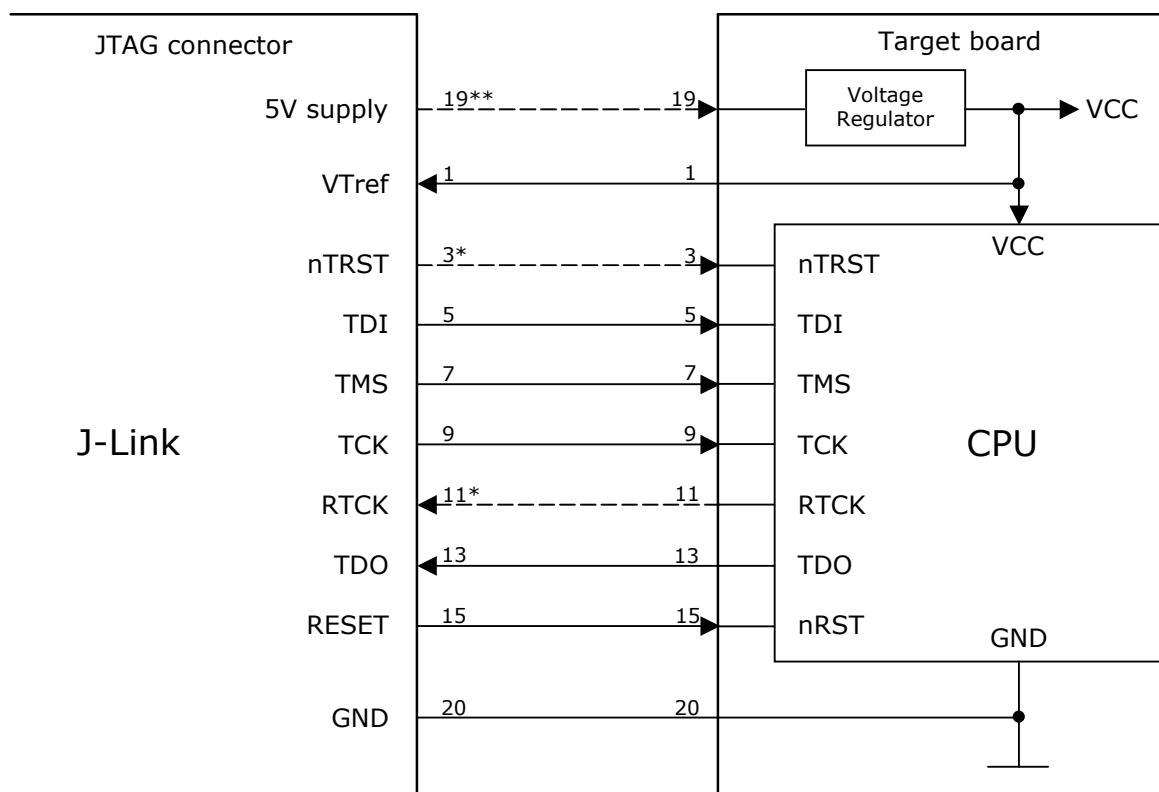 JTAG connector
Target board
5V supply 19** 19 Voltage Regulator VCC
VTref 1 1
VCC
nTRST 3* 3 nTRST
TDI 5 5 TDI
TMS 7 7 TMS
J-Link TCK 9 9 TCK CPU
RTCK 11* 11 RTCK
TDO 13 13 TDO
RESET 15 15 nRST
GND
GND 20 20